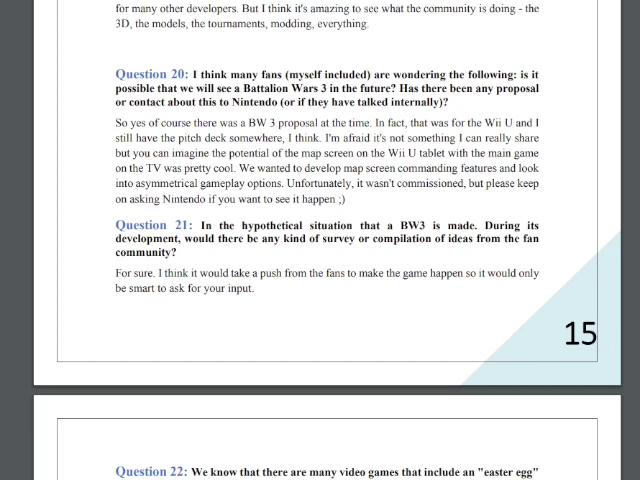 for many other developers. But I think it's amazing to see what the community is doing - the
3D, the models, the tournaments, modding, everything.
Question 20: I think many fans (myself included) are wondering the following: is it
possible that we will see a Battalion Wars 3 in the future? Has there been any proposal
or contact about this to Nintendo (or if they have talked internally)?
So yes of course there was a BW 3 proposal at the time. In fact, that was for the Wii U and I
still have the pitch deck somewhere, I think. I'm afraid it's not something I can really share
but you can imagine the potential of the map screen on the Wii U tablet with the main game
on the TV was pretty cool. We wanted to develop map screen commanding features and look
into asymmetrical gameplay options. Unfortunately, it wasn't commissioned, but please keep
on asking Nintendo if you want to see it happen ;)
Question 21: In the hypothetical situation that a BW3 is made. During its
development, would there be any kind of survey or compilation of ideas from the fan
community?
For sure. I think it would take a push from the fans to make the game happen so it would only
be smart to ask for your input.
15
Question 22: We know that there are many video games that include an "easter egg"